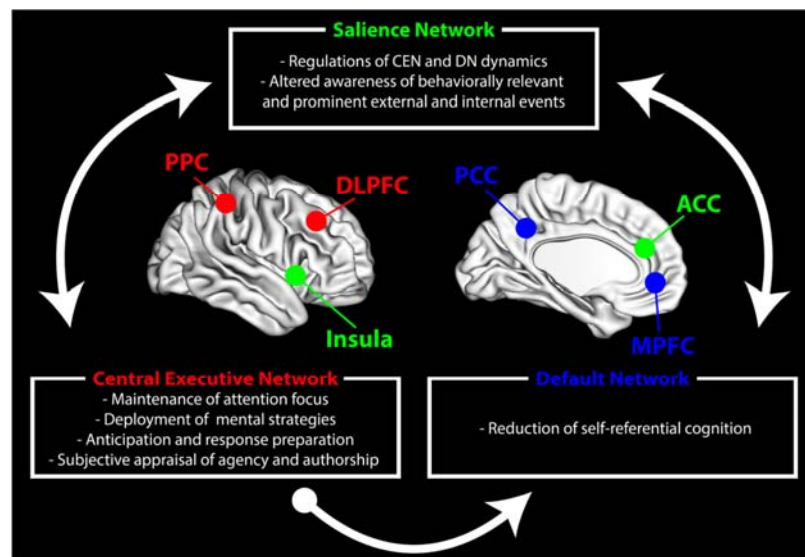 Salience Network
- Regulations of CEN and DN dynamics
- Altered awareness of behaviorally relevant
and prominent external and internal events
PPC
DLPFC
Insula
PCC
ACC
MPFC
Central Executive Network
- Maintenance of attention focus
- Deployment of mental strategies
- Anticipation and response preparation
- Subjective appraisal of agency and authorship
Default Network
- Reduction of self-referential cognition